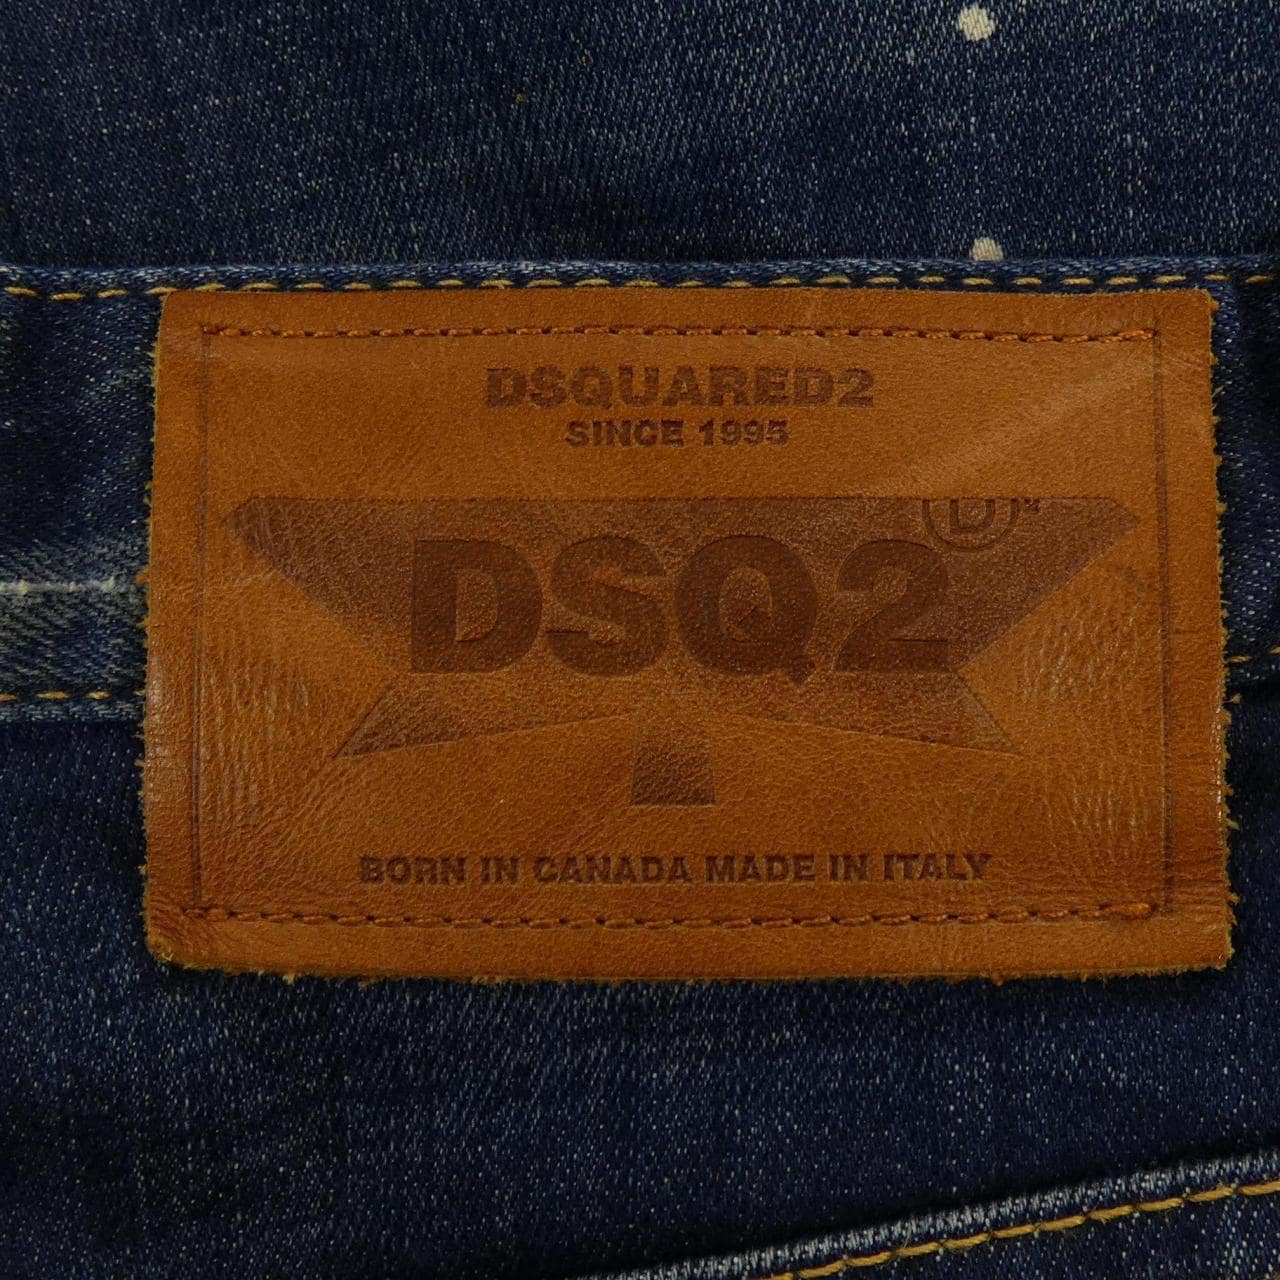 DSQUARED2
SINCE 1995
D
DSQ2
BORN IN CANADA MADE IN ITALY